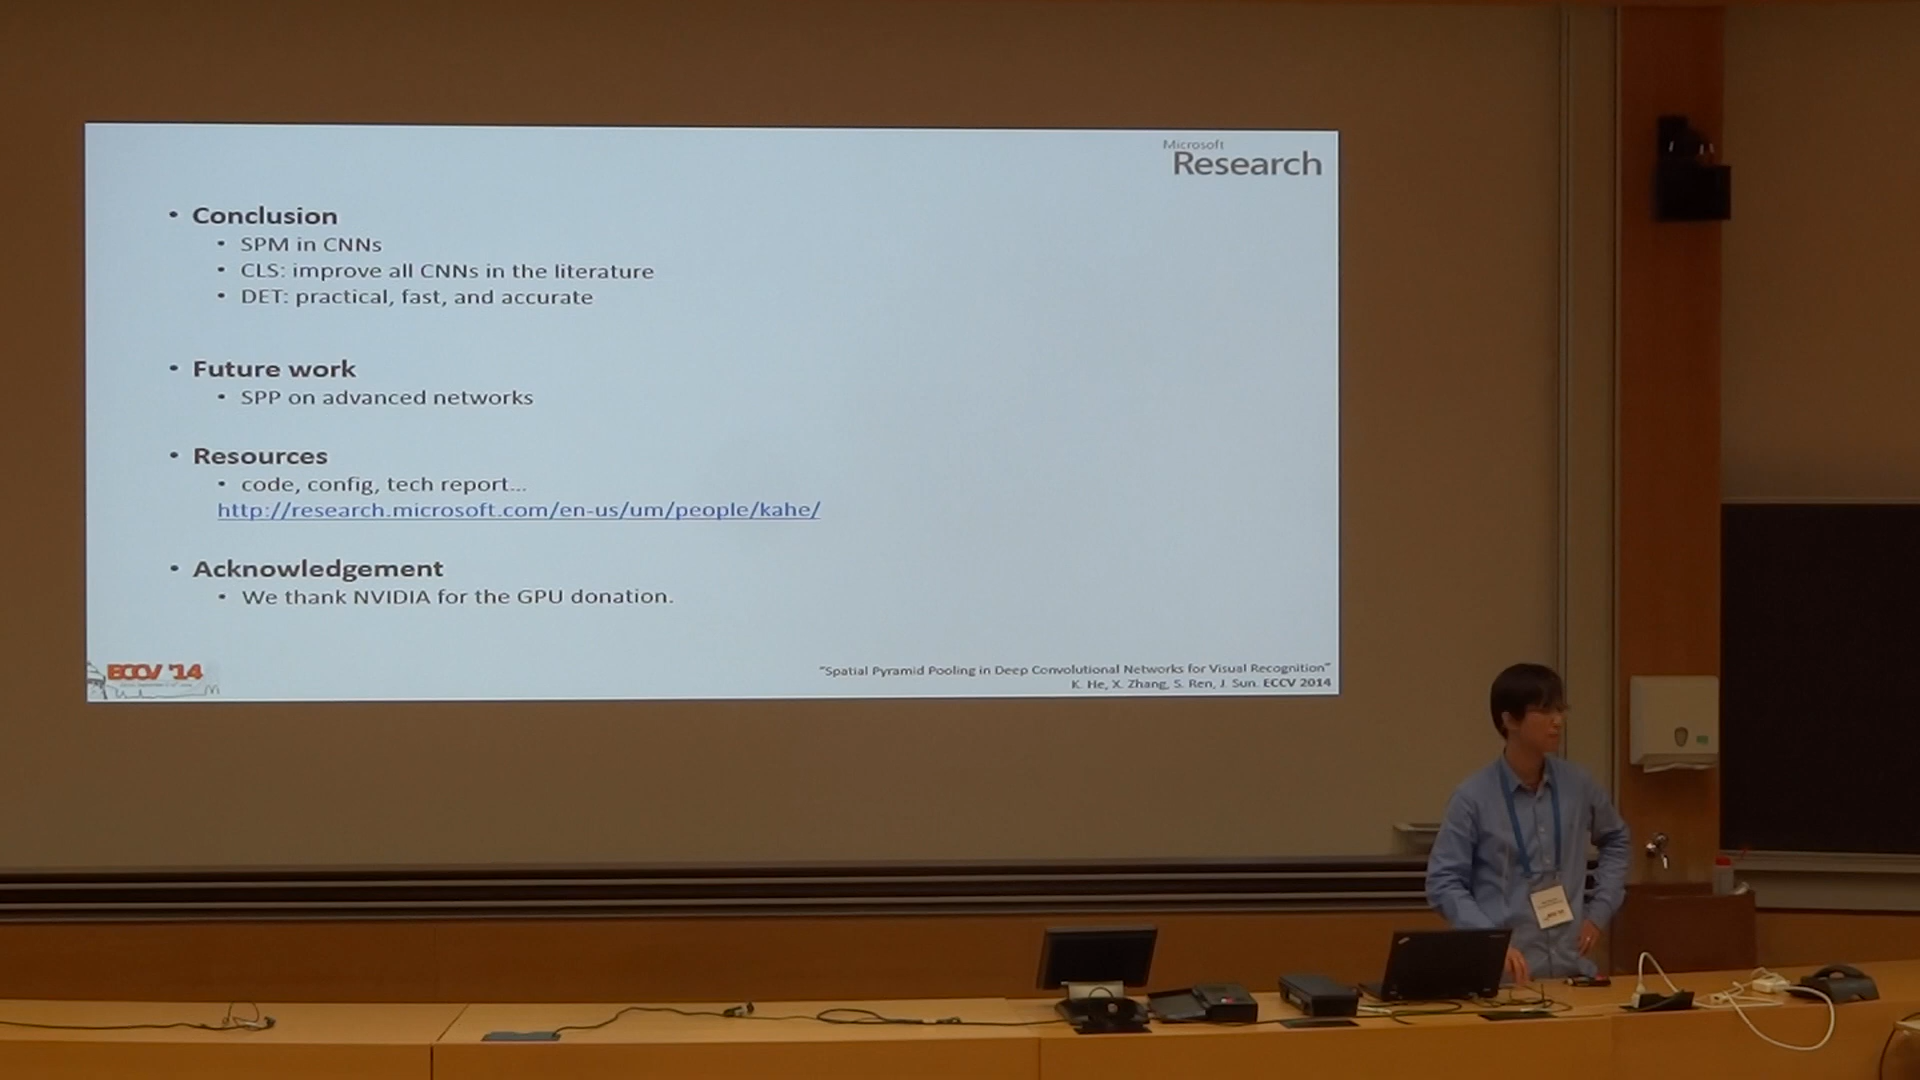 Microsoft
Research
• Conclusion
• SPM in CNNs
• CLS: improve all CNNs in the literature
• DET: practical, fast, and accurate
• Future work
• SPP on advanced networks
• Resources
• code, config, tech report...
http://research.microsoft.com/en-us/um/people/kahe/
• Acknowledgement
• We thank NVIDIA for the GPU donation.
ECCV '14
"Spatial Pyramid Pooling in Deep Convolutional Networks for Visual Recognition"
K. He, X. Zhang, S. Ren, J. Sun. ECCV 2014